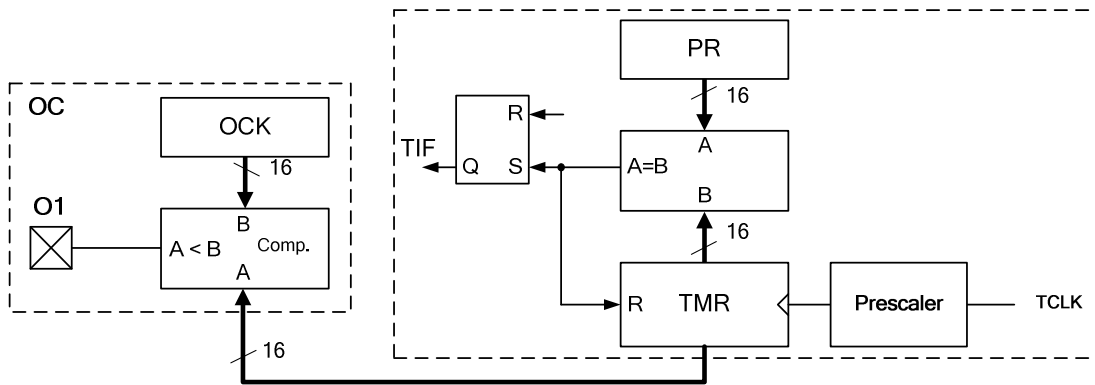 PR
16
OC
OCK
R
16
TIF
Q
S
A=B
A
B
O1
A < B
B
Comp.
A
16
R
TMR
Prescaler
TCLK
16